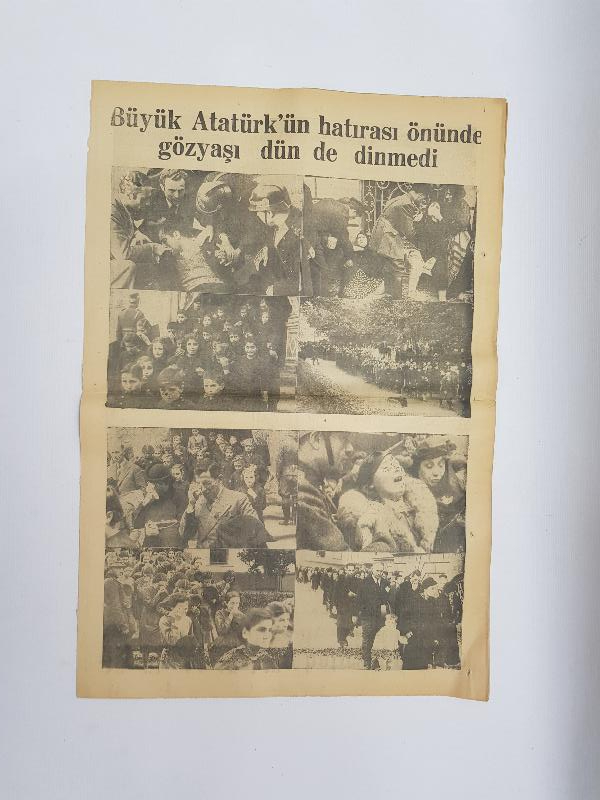 Büyük Atatürk'ün hatırası önünde
gözyaşı dün de dinmedi